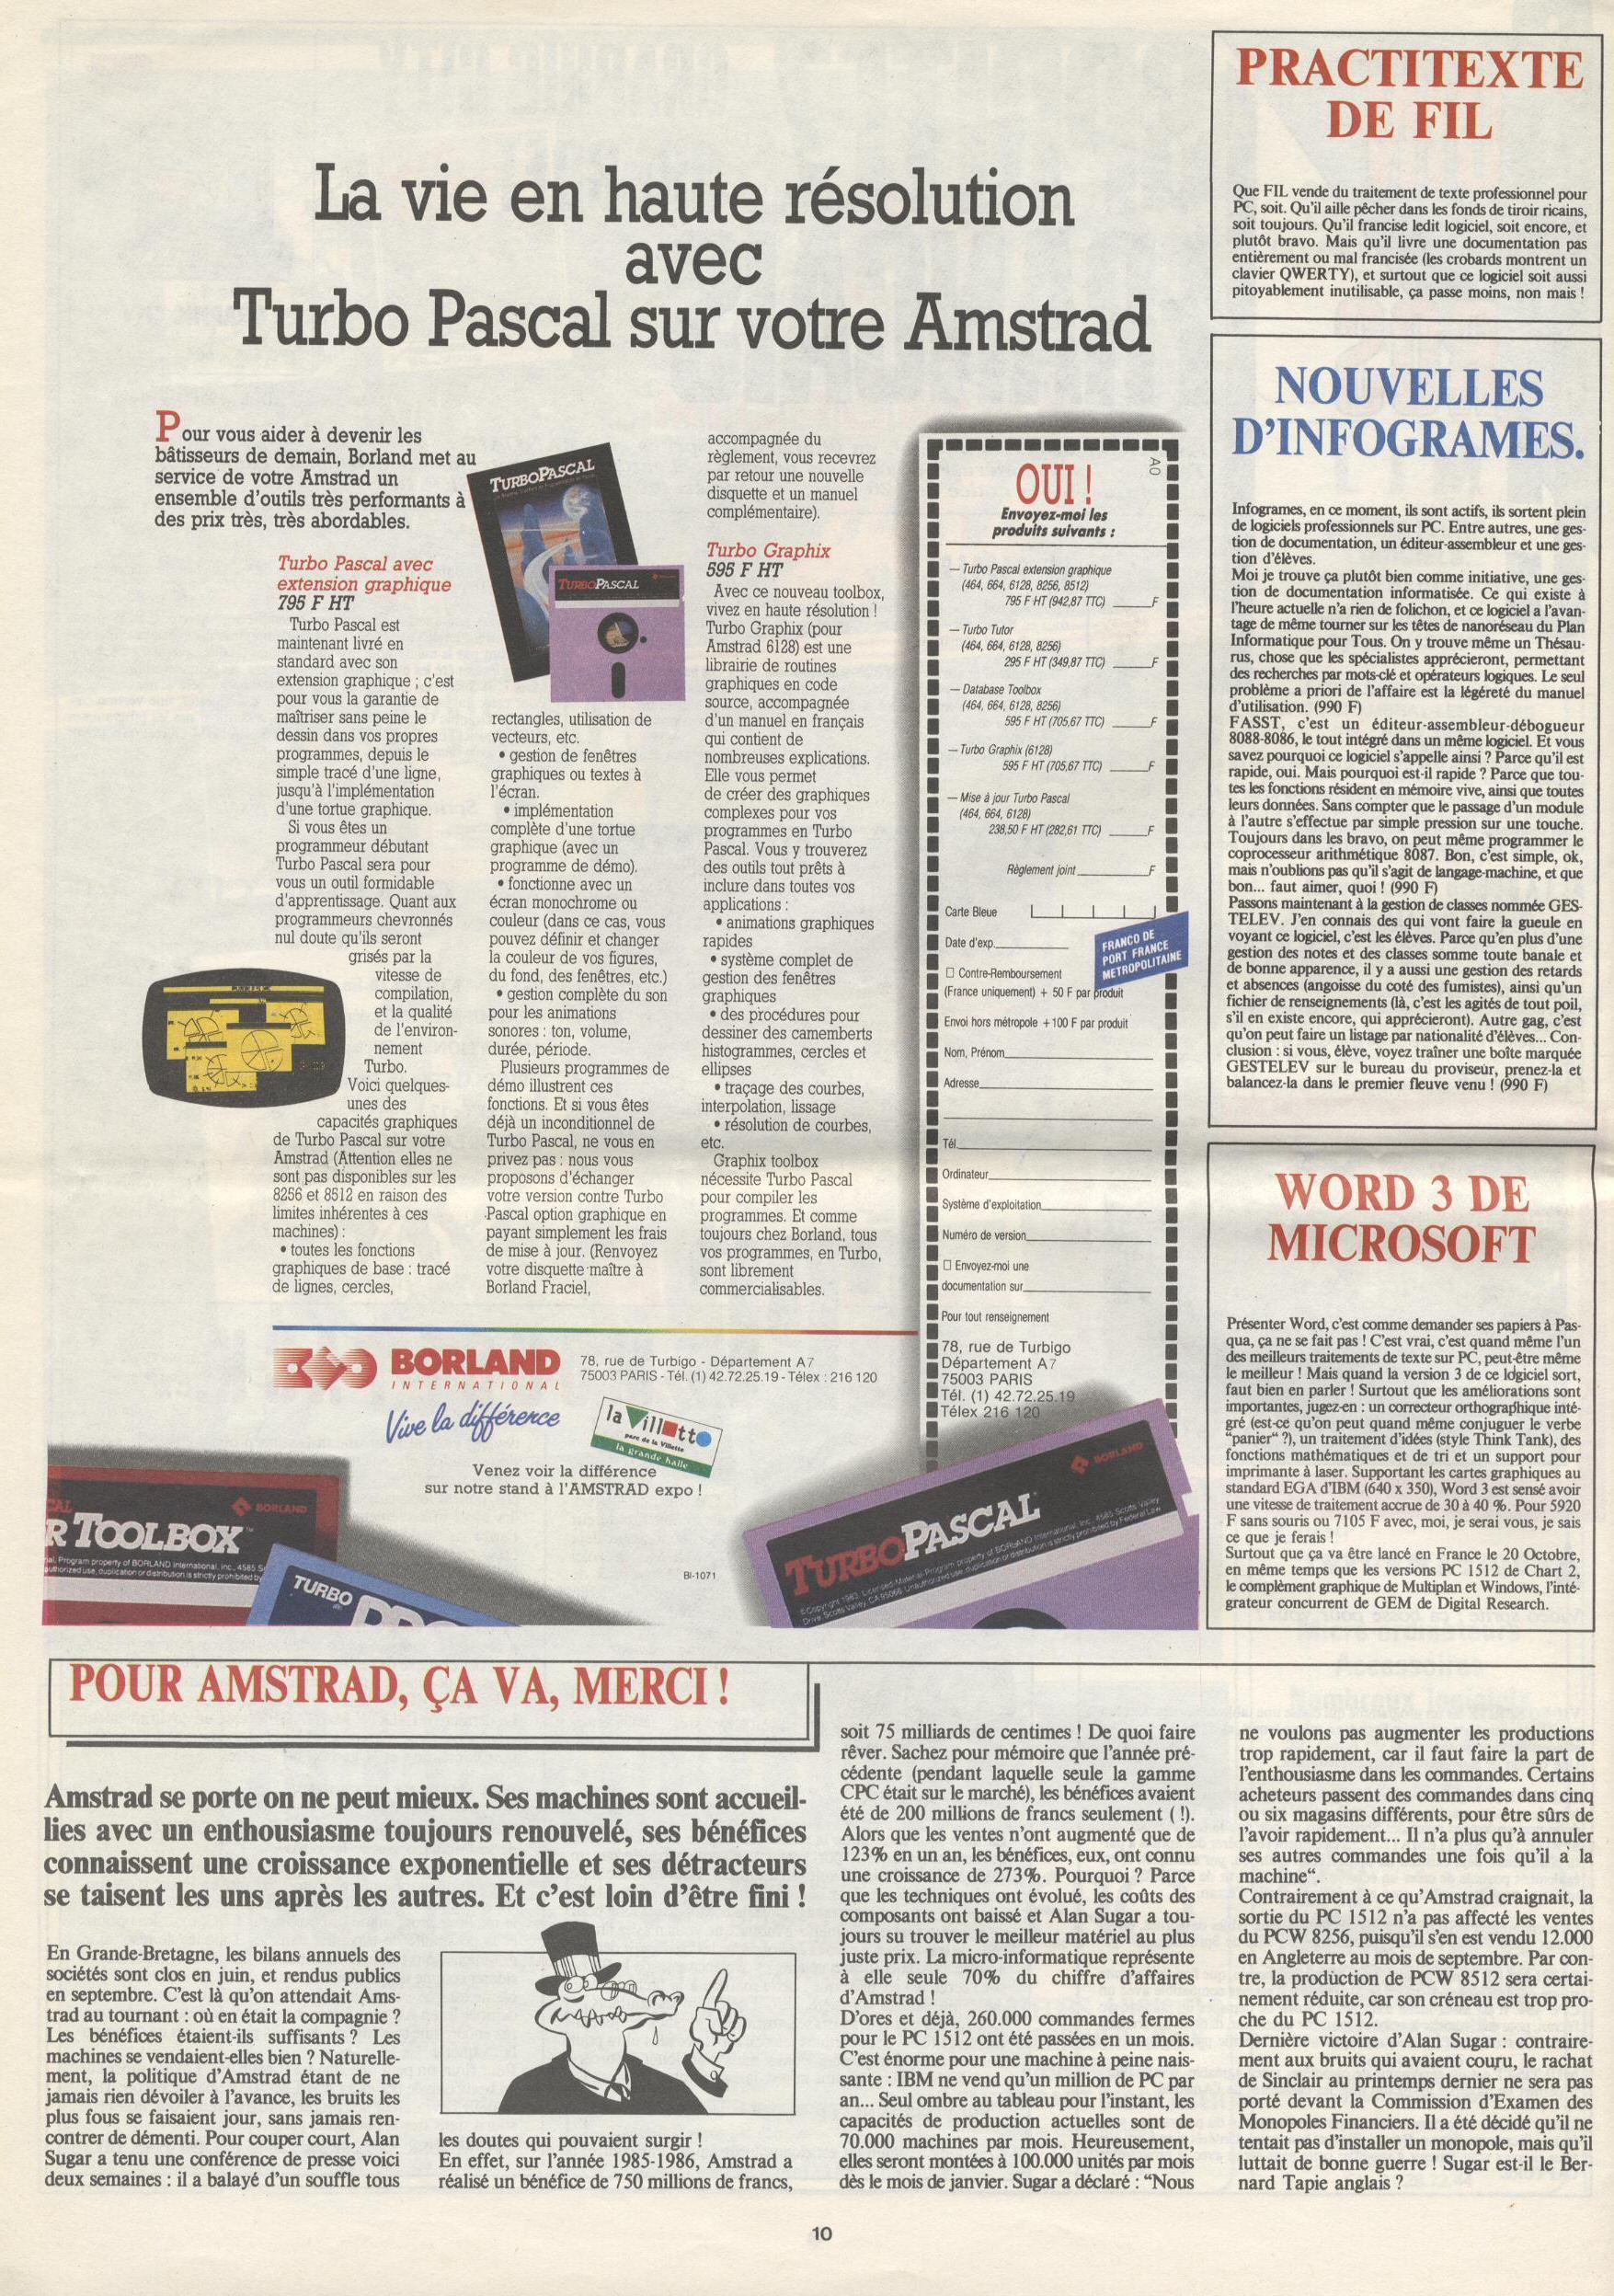 La vie en haute résolution
avec
Turbo Pascal sur votre Amstrad
Pour vous aider à devenir les
bâtisseurs de demain, Borland met au
service de votre Amstrad un
ensemble d'outils très performants à
des prix très, très abordables.
Turbo Pascal avec
extension graphique
795 F HT
Turbo Pascal est
maintenant livré en
standard avec son
extension graphique ; c'est
pour vous la garantie de
maîtriser sans peine le
dessin dans vos propres
programmes, depuis le
simple tracé d'une ligne,
jusqu'à l'implémentation
d'une tortue graphique.
Si vous êtes un
programmeur débutant
Turbo Pascal sera pour
vous un outil formidable
d'apprentissage. Quant aux
programmeurs chevronnés
nul doute qu'ils seront
grisés par la
vitesse de
compilation,
et la qualité
de l'environ-
nement
Turbo.
Voici quelques-
unes des
capacités graphiques
de Turbo Pascal sur votre
Amstrad (Attention elles ne
sont pas disponibles sur les
8256 et 8512 en raison des
limites inhérentes à ces
machines) :
• toutes les fonctions
graphiques de base : tracé
de lignes, cercles,
TURBO PASCAL
TURBO PASCAL
rectangles, utilisation de
vecteurs, etc.
• gestion de fenêtres
graphiques ou textes à
l'écran.
• implémentation
complète d'une tortue
graphique (avec un
programme de démo).
• fonctionne avec un
écran monochrome ou
couleur (dans ce cas, vous
pouvez définir et changer
la couleur de vos figures,
du fond, des fenêtres, etc.)
• gestion complète du son
pour les animations
sonores : ton, volume,
durée, période.
Plusieurs programmes de
démo illustrent ces
fonctions. Et si vous êtes
déjà un inconditionnel de
Turbo Pascal, ne vous en
privez pas : nous vous
proposons d'échanger
votre version contre Turbo
Pascal option graphique en
payant simplement les frais
de mise à jour. (Renvoyez
votre disquette maître à
Borland Fraciel,
accompagnée du
règlement, vous recevrez
par retour une nouvelle
disquette et un manuel
complémentaire).
Turbo Graphix
595 F HT
Avec ce nouveau toolbox,
vivez en haute résolution !
Turbo Graphix (pour
Amstrad 6128) est une
librairie de routines
graphiques en code
source, accompagnée
d'un manuel en français
qui contient de
nombreuses explications.
Elle vous permet
de créer des graphiques
complexes pour vos
programmes en Turbo
Pascal. Vous y trouverez
des outils tout prêts à
inclure dans toutes vos
applications :
• animations graphiques
rapides
• système complet de
gestion des fenêtres
graphiques
• des procédures pour
dessiner des camemberts
histogrammes, cercles et
ellipses
• traçage des courbes,
interpolation, lissage
• résolution de courbes,
etc.
Graphix toolbox
nécessite Turbo Pascal
pour compiler les
programmes. Et comme
toujours chez Borland, tous
vos programmes, en Turbo,
sont librement
commercialisables.
A0
OUI !
Envoyez-moi les
produits suivants :
— Turbo Pascal extension graphique
(464, 664, 6128, 8256, 8512)
795 F HT (942,87 TTC) ____F
— Turbo Tutor
(464, 664, 6128, 8256)
295 F HT (349,87 TTC) ____F
— Database Toolbox
(464, 664, 6128, 8256)
595 F HT (705,67 TTC) ____F
— Turbo Graphix (6128)
595 F HT (705,67 TTC) ____F
— Mise à jour Turbo Pascal
(464, 664, 6128)
238,50 F HT (282,61 TTC) ____F
Règlement joint ____F
Carte Bleue
Date d'exp.
FRANCO DE
PORT FRANCE
METROPOLITAINE
☐ Contre-Remboursement
(France uniquement) + 50 F par produit
Envoi hors métropole + 100 F par produit
Nom, Prénom
Adresse
Tél.
Ordinateur
Système d'exploitation
Numéro de version
☐ Envoyez-moi une
documentation sur
Pour tout renseignement
78, rue de Turbigo
Département A7
75003 PARIS
Tél. (1) 42.72.25.19
Télex 216 120
BORLAND
INTERNATIONAL
78, rue de Turbigo - Département A7
75003 PARIS - Tél. (1) 42.72.25.19 - Télex : 216 120
Vive la différence
la Villette
parc de la Villette
la grande halle
Venez voir la différence
sur notre stand à l'AMSTRAD expo !
BORLAND
R TOOLBOX
TURBO
BI-1071
BORLAND
TURBO PASCAL
PRACTITEXTE
DE FIL
Que FIL vende du traitement de texte professionnel pour
PC, soit. Qu'il aille pêcher dans les fonds de tiroir ricains,
soit toujours. Qu'il francise ledit logiciel, soit encore, et
plutôt bravo. Mais qu'il livre une documentation pas
entièrement ou mal francisée (les crobards montrent un
clavier QWERTY), et surtout que ce logiciel soit aussi
pitoyablement inutilisable, ça passe moins, non mais !
NOUVELLES
D'INFOGRAMES.
Infogrames, en ce moment, ils sont actifs, ils sortent plein
de logiciels professionnels sur PC. Entre autres, une ges-
tion de documentation, un éditeur-assembleur et une ges-
tion d'élèves.
Moi je trouve ça plutôt bien comme initiative, une ges-
tion de documentation informatisée. Ce qui existe à
l'heure actuelle n'a rien de folichon, et ce logiciel a l'avan-
tage de même tourner sur les têtes de nanoréseau du Plan
Informatique pour Tous. On y trouve même un Thésau-
rus, chose que les spécialistes apprécieront, permettant
des recherches par mots-clé et opérateurs logiques. Le seul
problème a priori de l'affaire est la légéreté du manuel
d'utilisation. (990 F)
FASST, c'est un éditeur-assembleur-débogueur
8088-8086, le tout intégré dans un même logiciel. Et vous
savez pourquoi ce logiciel s'appelle ainsi ? Parce qu'il est
rapide, oui. Mais pourquoi est-il rapide ? Parce que tou-
tes les fonctions résident en mémoire vive, ainsi que toutes
leurs données. Sans compter que le passage d'un module
à l'autre s'effectue par simple pression sur une touche.
Toujours dans les bravo, on peut même programmer le
coprocesseur arithmétique 8087. Bon, c'est simple, ok,
mais n'oublions pas qu'il s'agit de langage-machine, et que
bon... faut aimer, quoi ! (990 F)
Passons maintenant à la gestion de classes nommée GES-
TELEV. J'en connais des qui vont faire la gueule en
voyant ce logiciel, c'est les élèves. Parce qu'en plus d'une
gestion des notes et des classes somme toute banale et
de bonne apparence, il y a aussi une gestion des retards
et absences (angoisse du coté des fumistes), ainsi qu'un
fichier de renseignements (là, c'est les agités de tout poil,
s'il en existe encore, qui apprécieront). Autre gag, c'est
qu'on peut faire un listage par nationalité d'élèves... Con-
clusion : si vous, élève, voyez traîner une boîte marquée
GESTELEV sur le bureau du proviseur, prenez-la et
balancez-la dans le premier fleuve venu ! (990 F)
WORD 3 DE
MICROSOFT
Présenter Word, c'est comme demander ses papiers à Pas-
qua, ça ne se fait pas ! C'est vrai, c'est quand même l'un
des meilleurs traitements de texte sur PC, peut-être même
le meilleur ! Mais quand la version 3 de ce logiciel sort,
faut bien en parler ! Surtout que les améliorations sont
importantes, jugez-en : un correcteur orthographique inté-
gré (est-ce qu'on peut quand même conjuguer le verbe
"panier" ?), un traitement d'idées (style Think Tank), des
fonctions mathématiques et de tri et un support pour
imprimante à laser. Supportant les cartes graphiques au
standard EGA d'IBM (640 x 350), Word 3 est sensé avoir
une vitesse de traitement accrue de 30 à 40 %. Pour 5920
F sans souris ou 7105 F avec, moi, je serai vous, je sais
ce que je ferais !
Surtout que ça va être lancé en France le 20 Octobre,
en même temps que les versions PC 1512 de Chart 2,
le complément graphique de Multiplan et Windows, l'inté-
grateur concurrent de GEM de Digital Research.
POUR AMSTRAD, ÇA VA, MERCI !
Amstrad se porte on ne peut mieux. Ses machines sont accueil-
lies avec un enthousiasme toujours renouvelé, ses bénéfices
connaissent une croissance exponentielle et ses détracteurs
se taisent les uns après les autres. Et c'est loin d'être fini !
En Grande-Bretagne, les bilans annuels des
sociétés sont clos en juin, et rendus publics
en septembre. C'est là qu'on attendait Ams-
trad au tournant : où en était la compagnie ?
Les bénéfices étaient-ils suffisants ? Les
machines se vendaient-elles bien ? Naturelle-
ment, la politique d'Amstrad étant de ne
jamais rien dévoiler à l'avance, les bruits les
plus fous se faisaient jour, sans jamais ren-
contrer de démenti. Pour couper court, Alan
Sugar a tenu une conférence de presse voici
deux semaines : il a balayé d'un souffle tous
les doutes qui pouvaient surgir !
En effet, sur l'année 1985-1986, Amstrad a
réalisé un bénéfice de 750 millions de francs,
soit 75 milliards de centimes ! De quoi faire
rêver. Sachez pour mémoire que l'année pré-
cédente (pendant laquelle seule la gamme
CPC était sur le marché), les bénéfices avaient
été de 200 millions de francs seulement ( !).
Alors que les ventes n'ont augmenté que de
123% en un an, les bénéfices, eux, ont connu
une croissance de 273%. Pourquoi ? Parce
que les techniques ont évolué, les coûts des
composants ont baissé et Alan Sugar a tou-
jours su trouver le meilleur matériel au plus
juste prix. La micro-informatique représente
à elle seule 70% du chiffre d'affaires
d'Amstrad !
D'ores et déjà, 260.000 commandes fermes
pour le PC 1512 ont été passées en un mois.
C'est énorme pour une machine à peine nais-
sante : IBM ne vend qu'un million de PC par
an... Seul ombre au tableau pour l'instant, les
capacités de production actuelles sont de
70.000 machines par mois. Heureusement,
elles seront montées à 100.000 unités par mois
dès le mois de janvier. Sugar a déclaré : "Nous
ne voulons pas augmenter les productions
trop rapidement, car il faut faire la part de
l'enthousiasme dans les commandes. Certains
acheteurs passent des commandes dans cinq
ou six magasins différents, pour être sûrs de
l'avoir rapidement... Il n'a plus qu'à annuler
ses autres commandes une fois qu'il a la
machine".
Contrairement à ce qu'Amstrad craignait, la
sortie du PC 1512 n'a pas affecté les ventes
du PCW 8256, puisqu'il s'en est vendu 12.000
en Angleterre au mois de septembre. Par con-
tre, la production de PCW 8512 sera certai-
nement réduite, car son créneau est trop pro-
che du PC 1512.
Dernière victoire d'Alan Sugar : contraire-
ment aux bruits qui avaient couru, le rachat
de Sinclair au printemps dernier ne sera pas
porté devant la Commission d'Examen des
Monopoles Financiers. Il a été décidé qu'il ne
tentait pas d'installer un monopole, mais qu'il
luttait de bonne guerre ! Sugar est-il le Ber-
nard Tapie anglais ?
10